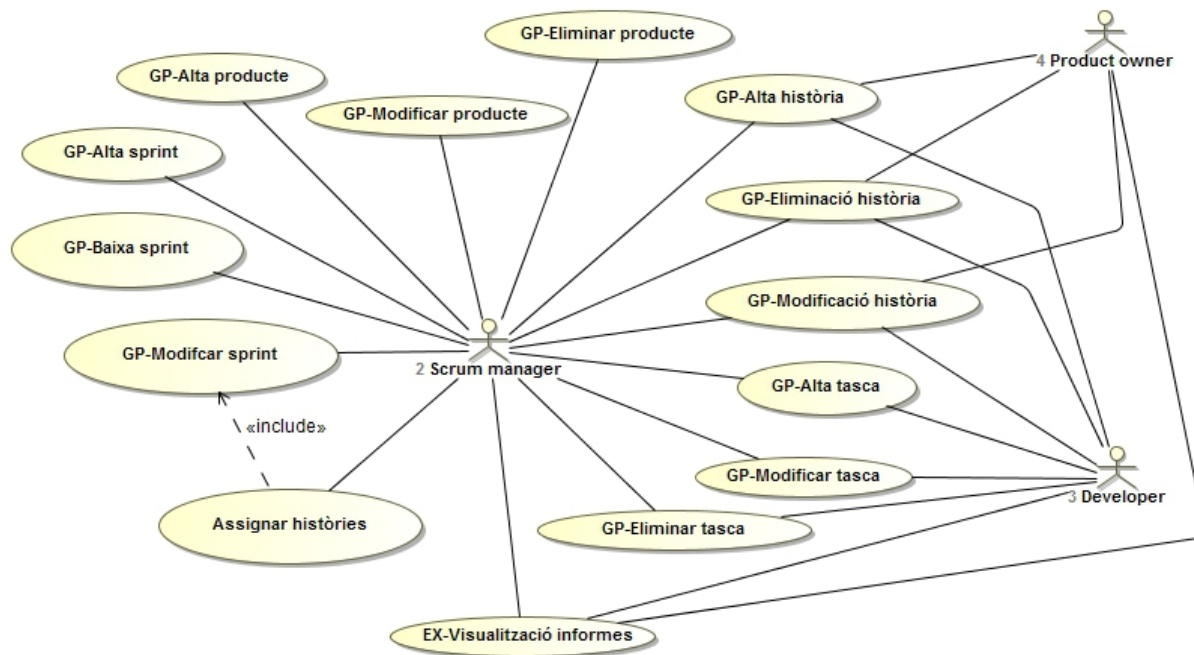 GP-Eliminar producte
4 Product owner
GP-Alta producte
GP-Alta història
GP-Modificar producte
GP-Alta sprint
GP-Eliminació història
GP-Baixa sprint
GP-Modificació història
GP-Modifcar sprint
2 Scrum manager
GP-Alta tasca
«include»
GP-Modificar tasca
3 Developer
Assignar històries
GP-Eliminar tasca
EX-Visualització informes